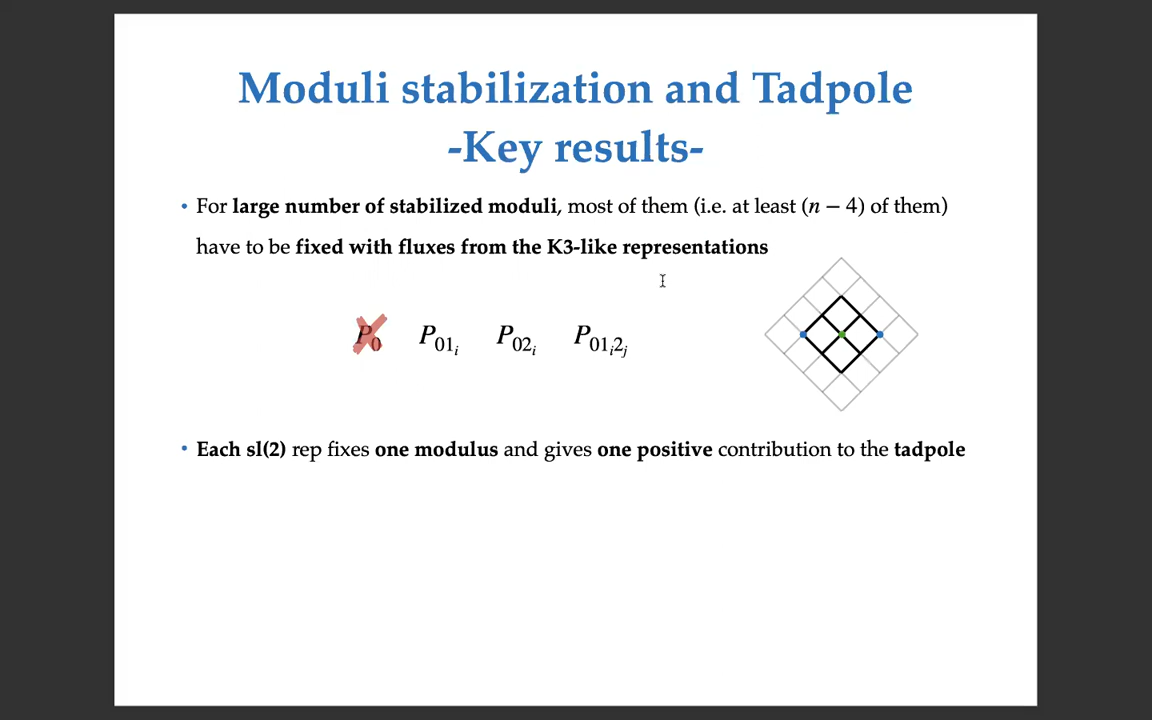 Moduli stabilization and Tadpole
-Key results-
• For large number of stabilized moduli, most of them (i.e. at least (n − 4) of them)
have to be fixed with fluxes from the K3-like representations
P₀ P₀₁ᵢ P₀₂ᵢ P₀₁ᵢ₂ⱼ
• Each sl(2) rep fixes one modulus and gives one positive contribution to the tadpole